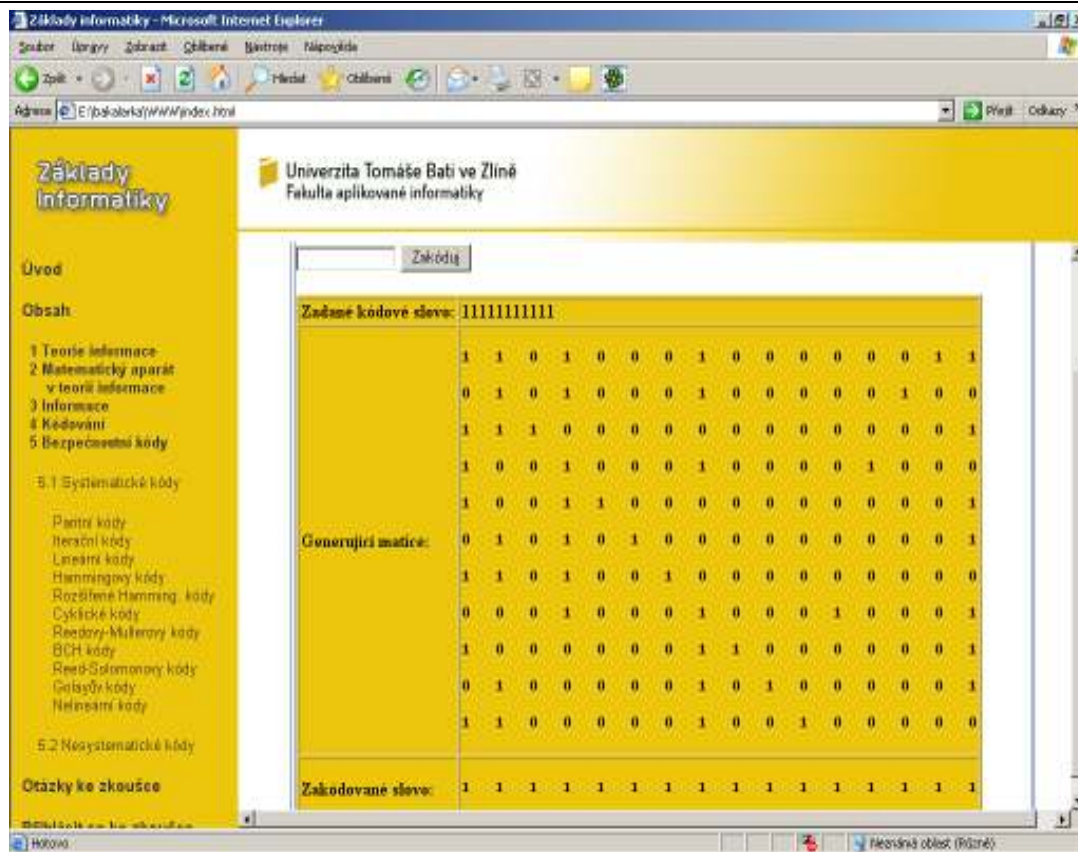 Základy informatiky - Microsoft Internet Explorer
Soubor Úpravy Zobrazit Oblíbené Nástroje Nápověda
Zpět Hledat Oblíbené
Adresa E:\bakalarka\WWW\index.html Přejít Odkazy
Základy
informatiky
Univerzita Tomáše Bati ve Zlíně
Fakulta aplikované informatiky
Úvod
Obsah
1 Teorie informace
2 Matematický aparát
v teorii informace
3 Informace
4 Kódování
5 Bezpečnostní kódy
5.1 Systematické kódy
Paritní kódy
Iterační kódy
Lineární kódy
Hammingovy kódy
Rozšířené Hamming. kódy
Cyklické kódy
Reedovy-Mullerovy kódy
BCH kódy
Reed-Solomonovy kódy
Golayův kódy
Nelineární kódy
5.2 Nesystematické kódy
Otázky ke zkoušce
Přihlásit se ke zkoušce
Zakóduj
Zadané kódové slovo: 11111111111
Generující matice:
1 1 0 1 0 0 0 1 0 0 0 0 0 0 1 1
0 1 0 1 0 0 0 1 0 0 0 0 0 1 0 0
1 1 1 0 0 0 0 0 0 0 0 0 0 0 0 1
1 0 0 1 0 0 0 1 0 0 0 0 1 0 0 0
1 0 0 1 1 0 0 0 0 0 0 0 0 0 0 1
0 1 0 1 0 1 0 0 0 0 0 0 0 0 0 1
1 1 0 1 0 0 1 0 0 0 0 0 0 0 0 0
0 0 0 1 0 0 0 1 0 0 0 1 0 0 0 1
1 0 0 0 0 0 0 1 1 0 0 0 0 0 0 1
0 1 0 0 0 0 0 1 0 1 0 0 0 0 0 1
1 1 0 0 0 0 0 1 0 0 1 0 0 0 0 0
Zakódované slovo: 1 1 1 1 1 1 1 1 1 1 1 1 1 1 1 1
Hotovo Neznámá oblast (Různé)